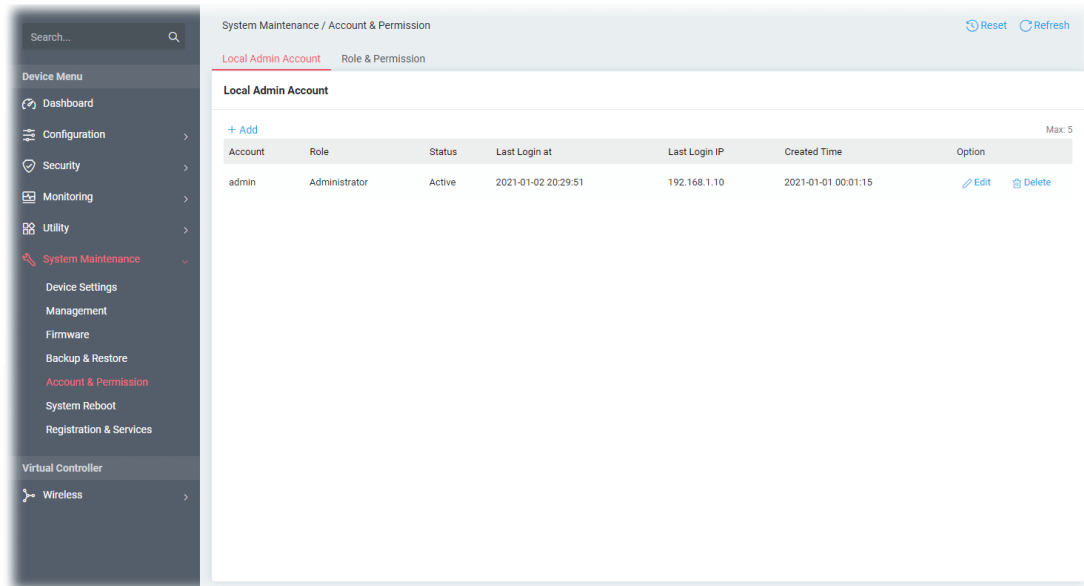 Search...
Device Menu
Dashboard
Configuration
Security
Monitoring
Utility
System Maintenance
Device Settings
Management
Firmware
Backup & Restore
Account & Permission
System Reboot
Registration & Services
Virtual Controller
Wireless
System Maintenance / Account & Permission
Reset Refresh
Local Admin Account Role & Permission
Local Admin Account
+ Add Max: 5
Account Role Status Last Login at Last Login IP Created Time Option
admin Administrator Active 2021-01-02 20:29:51 192.168.1.10 2021-01-01 00:01:15 Edit Delete